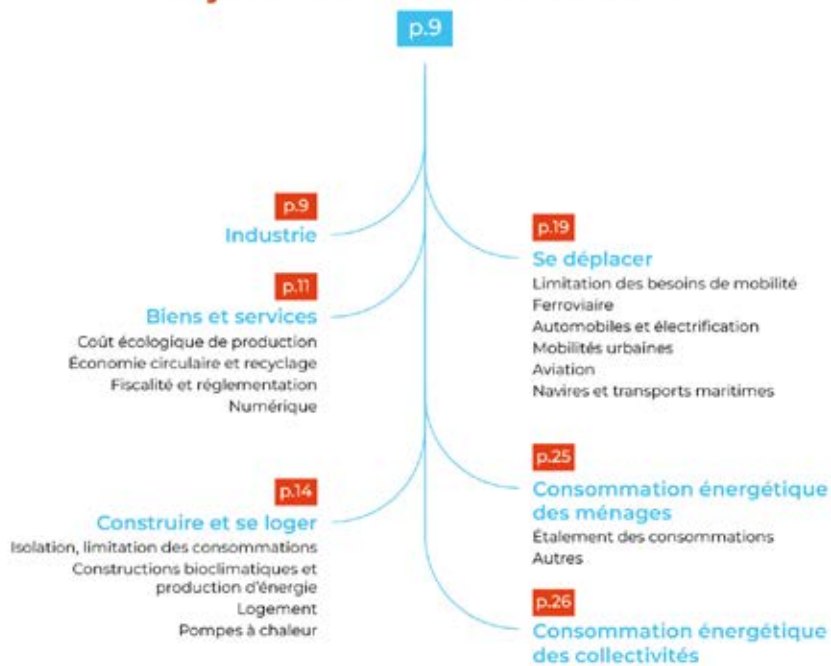 p.9
p.9
Industrie
p.11
Biens et services
Coût écologique de production
Économie circulaire et recyclage
Fiscalité et réglementation
Numérique
p.14
Construire et se loger
Isolation, limitation des consommations
Constructions bioclimatiques et
production d'énergie
Logement
Pompes à chaleur
p.19
Se déplacer
Limitation des besoins de mobilité
Ferroviaire
Automobiles et électrification
Mobilités urbaines
Aviation
Navires et transports maritimes
p.25
Consommation énergétique
des ménages
Étalement des consommations
Autres
p.26
Consommation énergétique
des collectivités